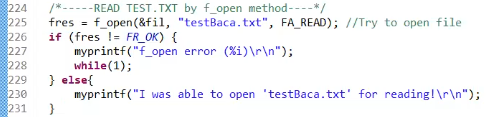 224 /*-----READ TEST.TXT by f_open method----*/
225 fres = f_open(&fil, "testBaca.txt", FA_READ); //Try to open file
226 if (fres != FR_OK) {
227 myprintf("f_open error (%i)\r\n");
228 while(1);
229 } else{
230 myprintf("I was able to open 'testBaca.txt' for reading!\r\n");
231 }